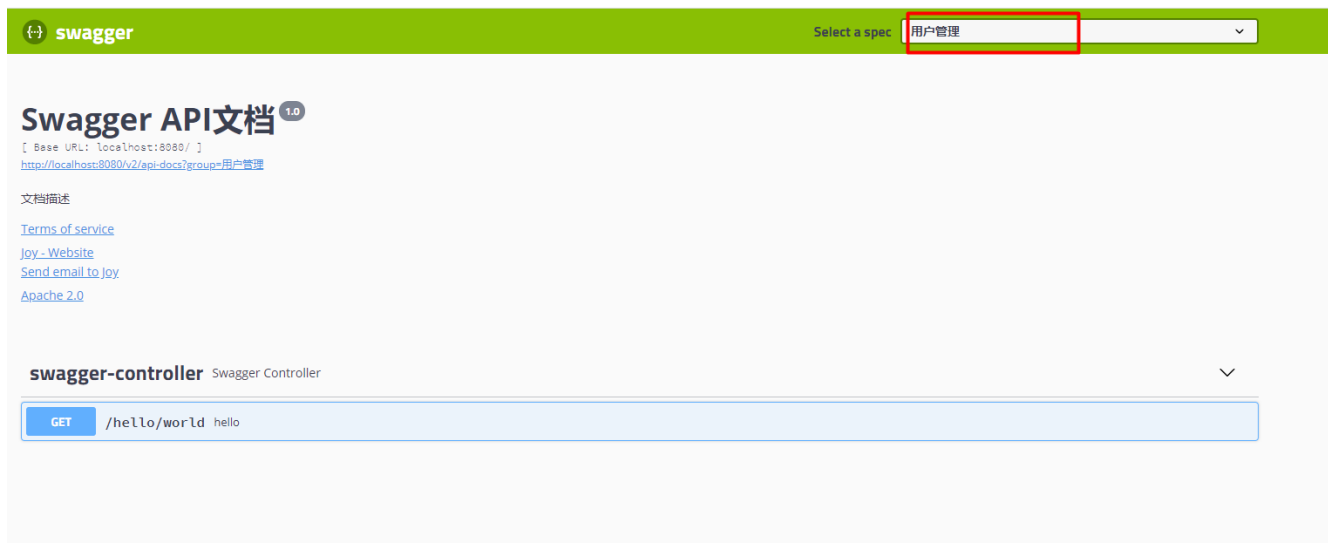 swagger
Select a spec 用户管理
Swagger API文档 1.0
[ Base URL: localhost:8080/ ]
http://localhost:8080/v2/api-docs?group=用户管理
文档描述
Terms of service
Joy - Website
Send email to Joy
Apache 2.0
swagger-controller Swagger Controller
GET /hello/world hello